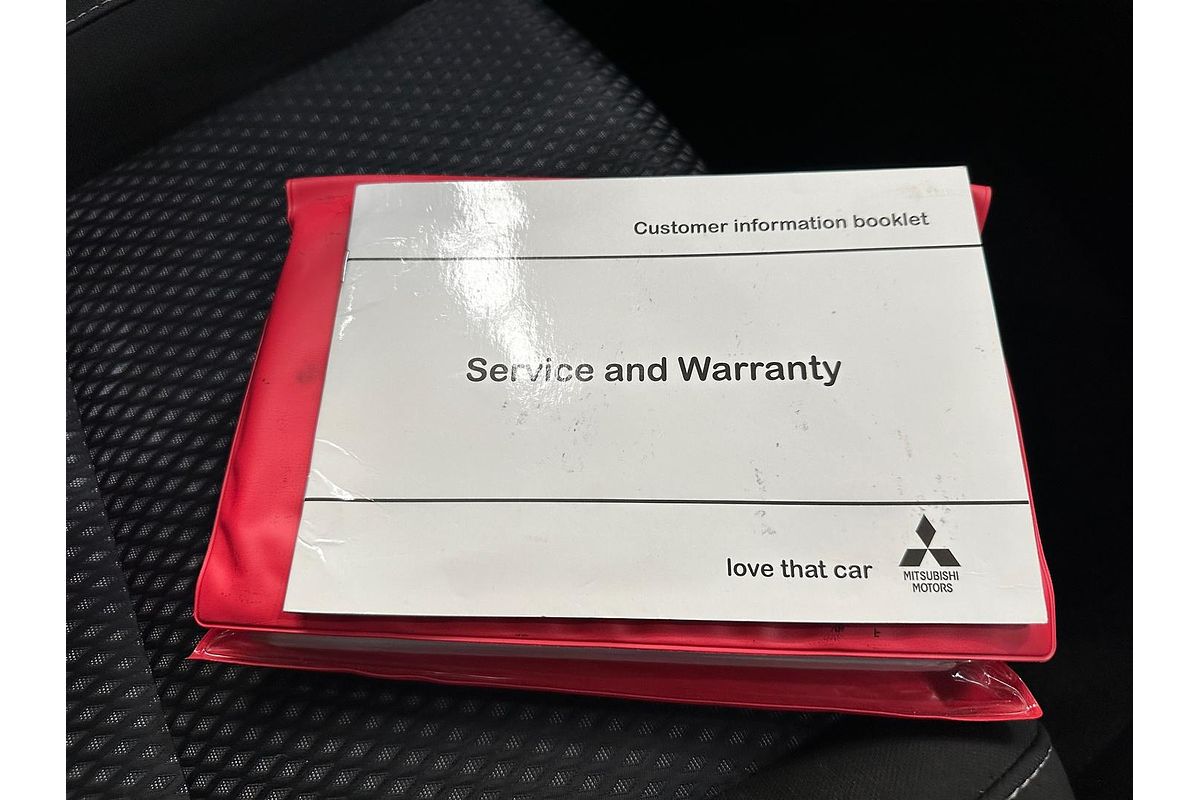 Customer information booklet
Service and Warranty
love that car
MITSUBISHI
MOTORS